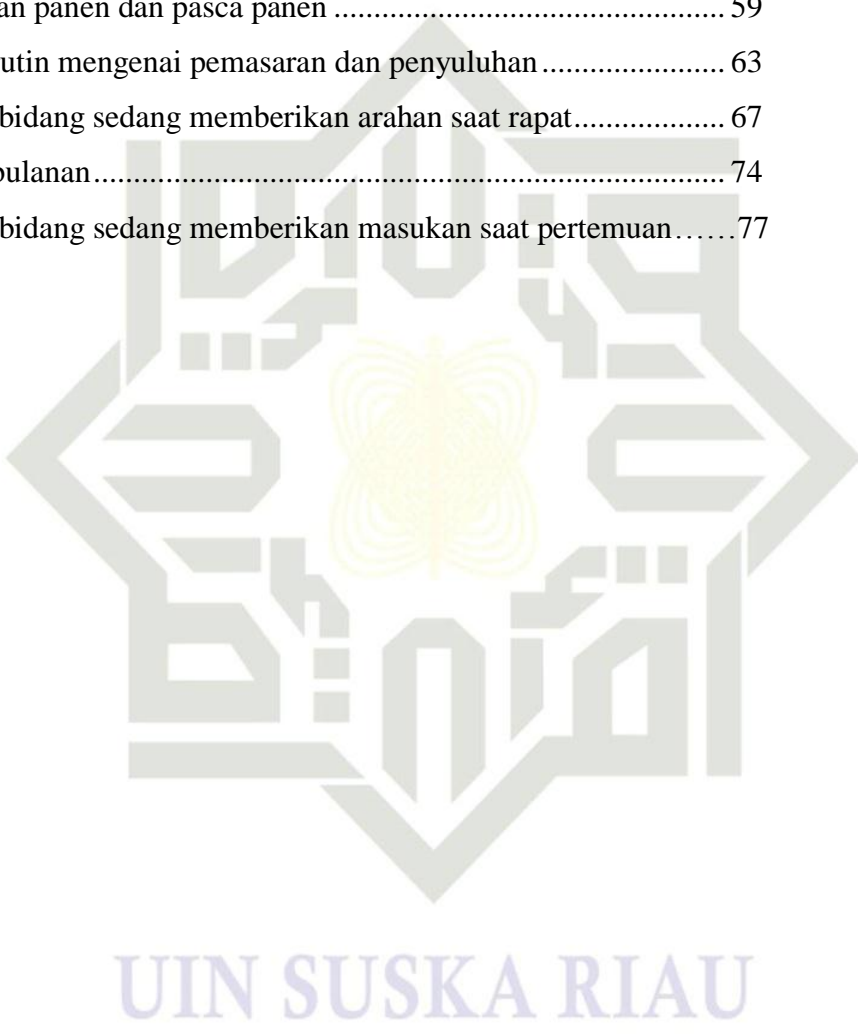 an panen dan pasca panen ......................................... 59
utin mengenai pemasaran dan penyuluhan ................... 63
bidang sedang memberikan arahan saat rapat................ 67
bulanan.................................................................. 74
bidang sedang memberikan masukan saat pertemuan……77
UIN SUSKA RIAU